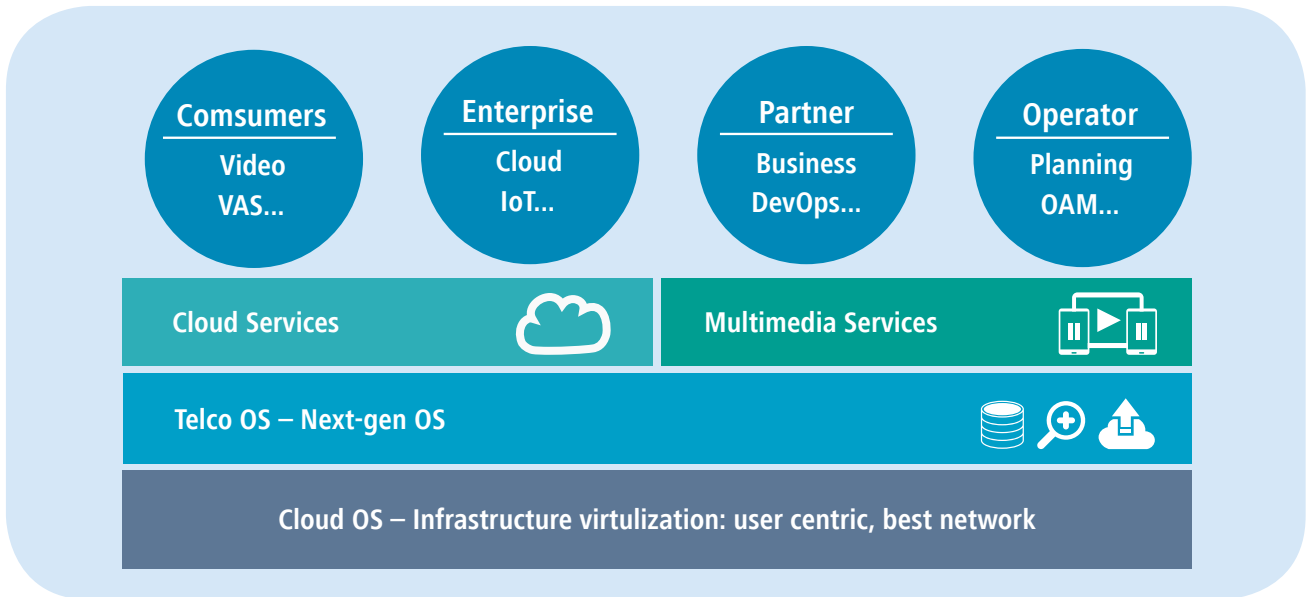 Comsumers
Video
VAS...
Enterprise
Cloud
IoT...
Partner
Business
DevOps...
Operator
Planning
OAM...
Cloud Services
Multimedia Services
Telco OS – Next-gen OS
Cloud OS – Infrastructure virtulization: user centric, best network